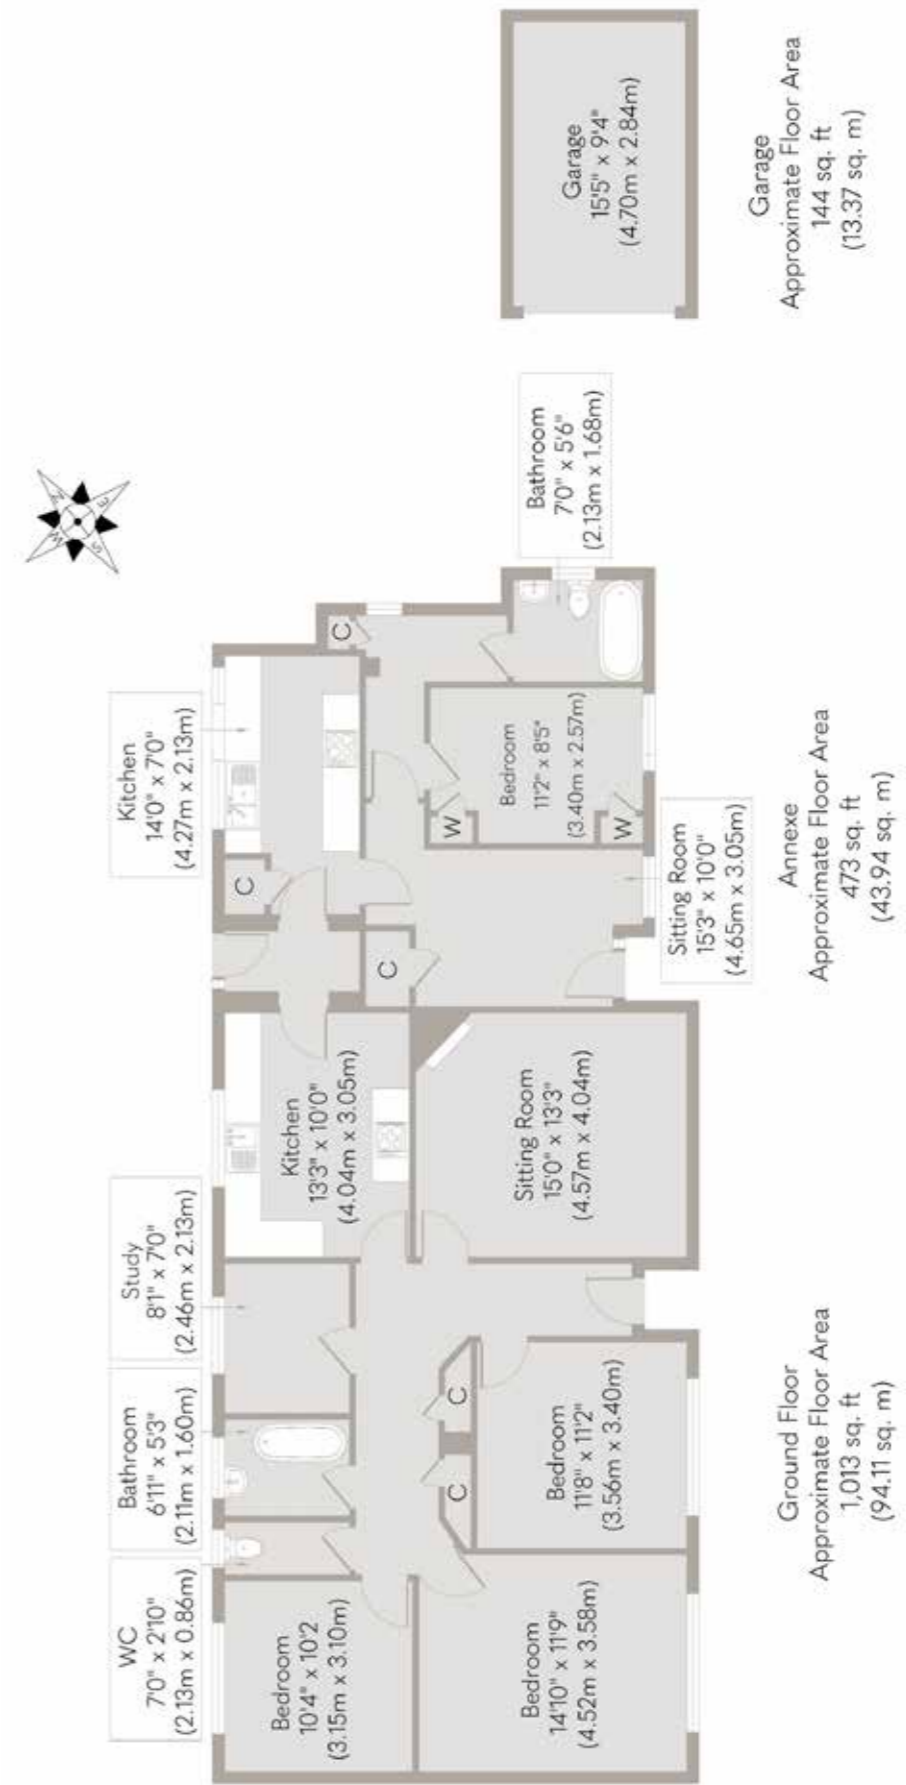 WC
7'0" x 2'10"
(2.13m x 0.86m)
Bathroom
6'11" x 5'3"
(2.11m x 1.60m)
Study
8'1" x 7'0"
(2.46m x 2.13m)
Kitchen
14'0" x 7'0"
(4.27m x 2.13m)
N
E
S
W
Bedroom
10'4" x 10'2
(3.15m x 3.10m)
Kitchen
13'3" x 10'0"
(4.04m x 3.05m)
C
C
C
Bathroom
7'0" x 5'6"
(2.13m x 1.68m)
Bedroom
14'10" x 11'9"
(4.52m x 3.58m)
C
C
Bedroom
11'8" x 11'2"
(3.56m x 3.40m)
Sitting Room
15'0" x 13'3"
(4.57m x 4.04m)
W
W
Bedroom
11'2" x 8'5"
(3.40m x 2.57m)
Sitting Room
15'3" x 10'0"
(4.65m x 3.05m)
Garage
15'5" x 9'4"
(4.70m x 2.84m)
Ground Floor
Approximate Floor Area
1,013 sq. ft
(94.11 sq. m)
Annexe
Approximate Floor Area
473 sq. ft
(43.94 sq. m)
Garage
Approximate Floor Area
144 sq. ft
(13.37 sq. m)